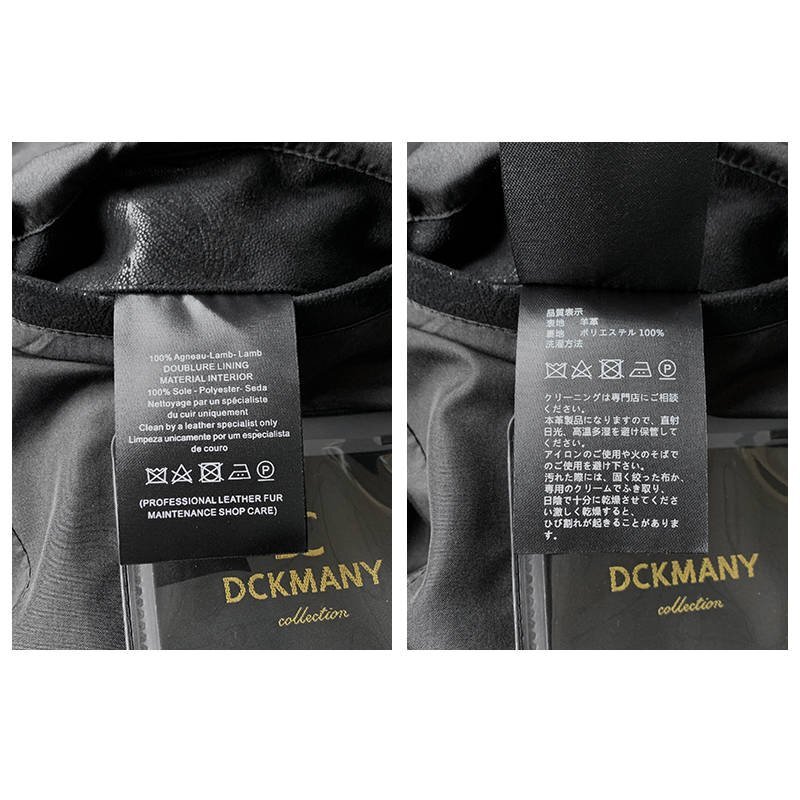 100% Agneau-Lamb- Lamb
DOUBLURE LINING
MATERIAL INTERIOR
100% Sole - Polyester- Seda
Nettoyage par un spécialiste
du cuir uniquement
Clean by a leather specialist only
Limpeza unicamente por um especialista
de couro
P
(PROFESSIONAL LEATHER FUR
MAINTENANCE SHOP CARE)
DCKMANY
collection
品質表示
表地 羊革
裏地 ポリエステル 100%
洗濯方法
P
クリーニングは専門店にご相談
ください。
本革製品になりますので、直射
日光、高温多湿を避け保管して
ください。
アイロンのご使用や火のそばで
のご使用を避け下さい。
汚れた際には、固く絞った布か、
専用のクリームでふき取り、
日陰で十分に乾燥させてくださ
い激しく乾燥すると、
ひび割れが起きることがありま
す。
DCKMANY
collection